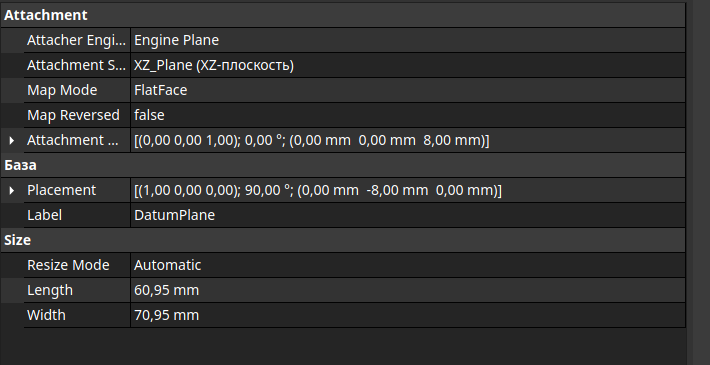 Attachment
Attacher Engi... Engine Plane
Attachment S... XZ_Plane (XZ-плоскость)
Map Mode FlatFace
Map Reversed false
Attachment ... [(0,00 0,00 1,00); 0,00 °; (0,00 mm  0,00 mm  8,00 mm)]
База
Placement [(1,00 0,00 0,00); 90,00 °; (0,00 mm  -8,00 mm  0,00 mm)]
Label DatumPlane
Size
Resize Mode Automatic
Length 60,95 mm
Width 70,95 mm